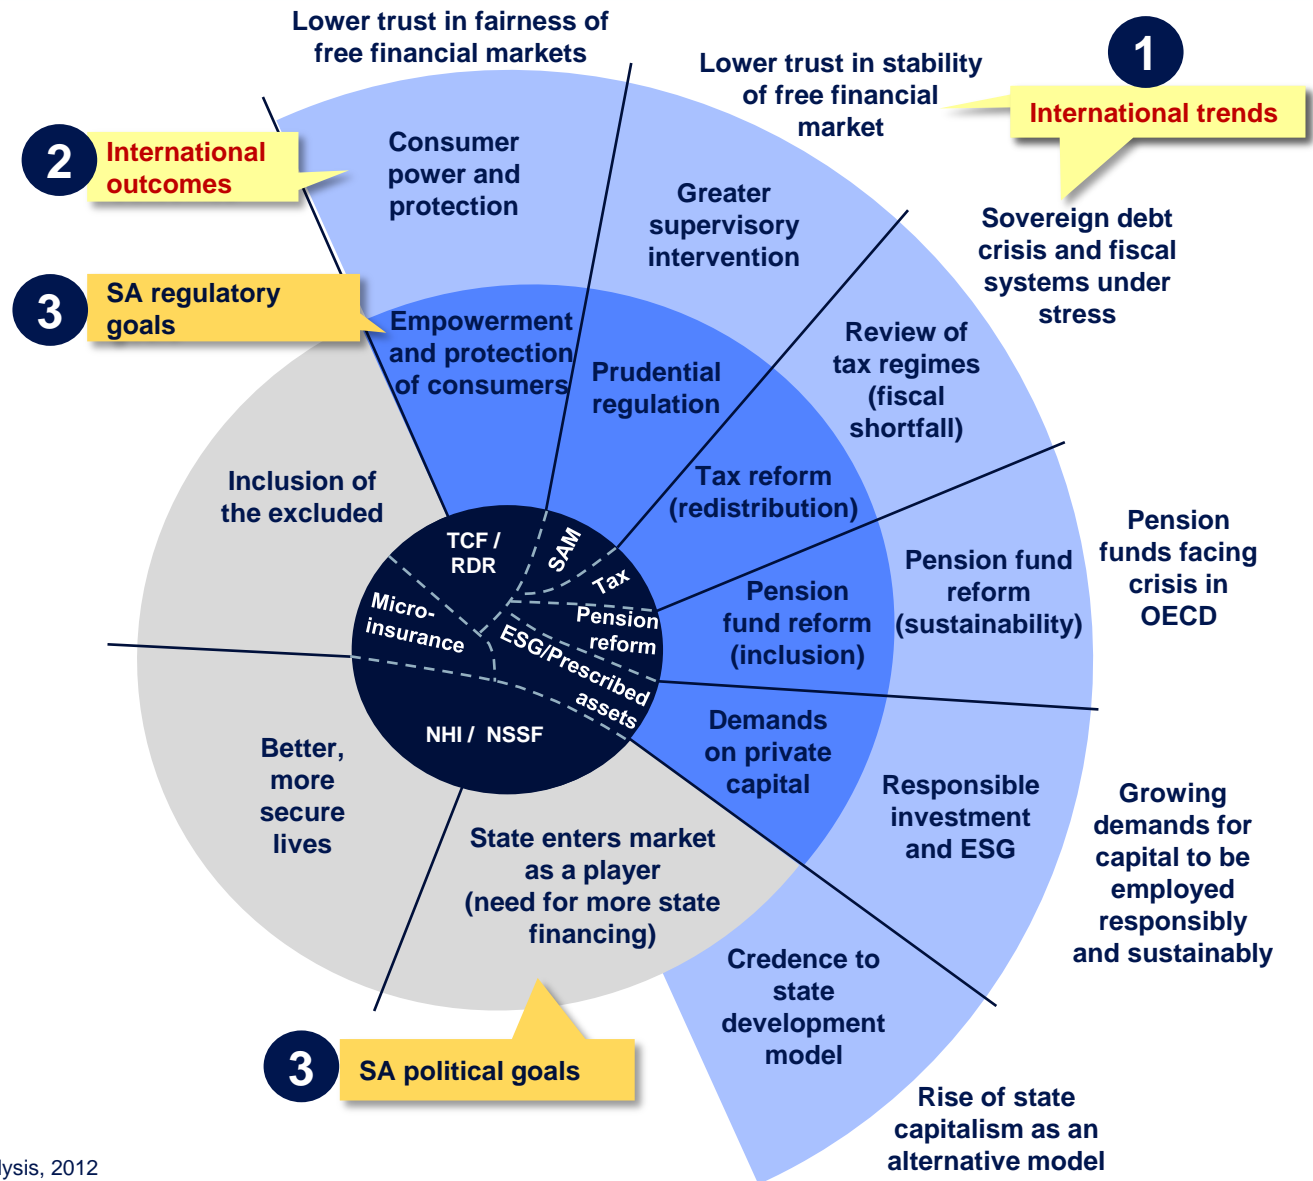 Lower trust in fairness of
free financial markets
Lower trust in stability
of free financial
market
1
International trends
2
International
outcomes
Consumer
power and
protection
Greater
supervisory
intervention
Sovereign debt
crisis and fiscal
systems under
stress
3
SA regulatory
goals
Empowerment
and protection
of consumers
Prudential
regulation
Review of
tax regimes
(fiscal
shortfall)
Inclusion of
the excluded
Tax reform
(redistribution)
Pension
funds facing
crisis in
OECD
TCF /
RDR
SAM
Tax
Pension
reform
Micro-
insurance
ESG/Prescribed
assets
NHI / NSSF
Pension
fund reform
(inclusion)
Pension fund
reform
(sustainability)
Better,
more
secure
lives
Demands
on private
capital
Responsible
investment
and ESG
Growing
demands for
capital to be
employed
responsibly
and sustainably
State enters market
as a player
(need for more state
financing)
Credence to
state
development
model
3
SA political goals
Rise of state
capitalism as an
alternative model
lysis, 2012